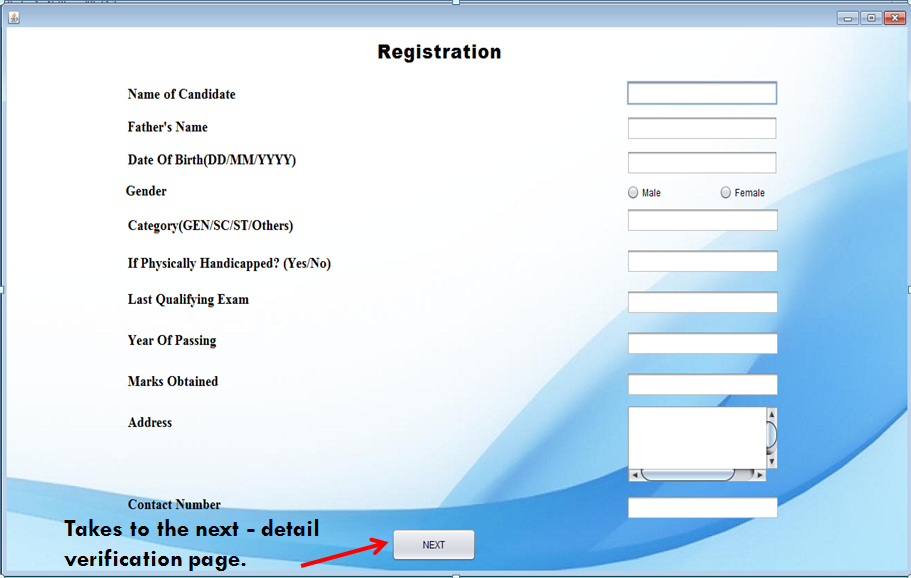 Registration
Name of Candidate
Father's Name
Date Of Birth(DD/MM/YYYY)
Gender
Male
Female
Category(GEN/SC/ST/Others)
If Physically Handicapped? (Yes/No)
Last Qualifying Exam
Year Of Passing
Marks Obtained
Address
Contact Number
Takes to the next - detail
verification page.
NEXT